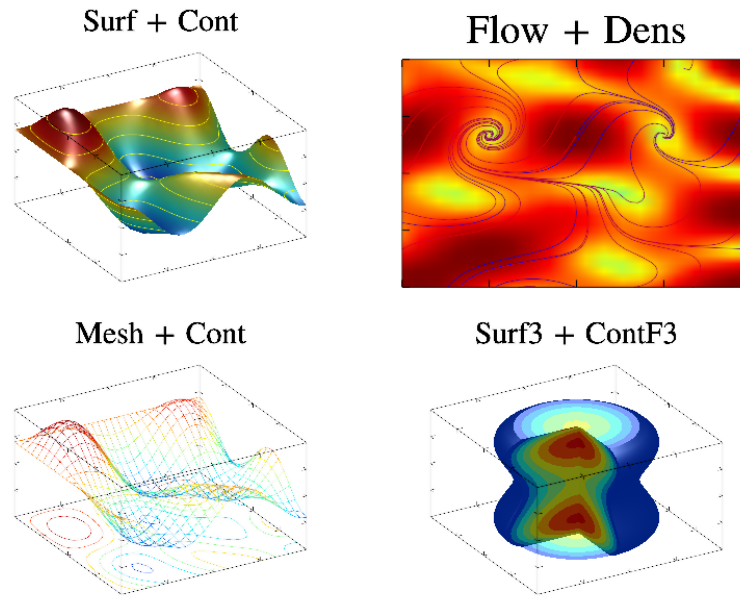 Surf + Cont
Flow + Dens
Mesh + Cont
Surf3 + ContF3